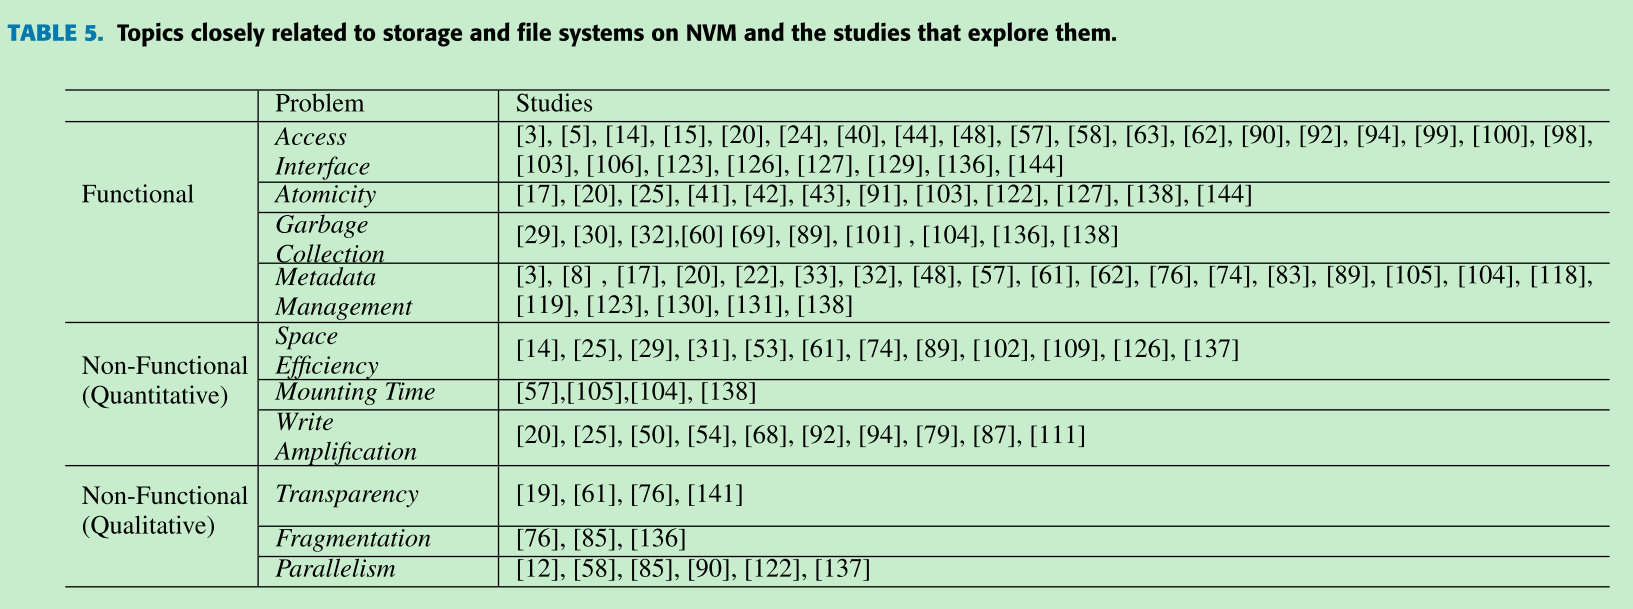 TABLE 5. Topics closely related to storage and file systems on NVM and the studies that explore them.
Problem Studies
Functional
Access
Interface
[3], [5], [14], [15], [20], [24], [40], [44], [48], [57], [58], [63], [62], [90], [92], [94], [99], [100], [98],
[103], [106], [123], [126], [127], [129], [136], [144]
Atomicity [17], [20], [25], [41], [42], [43], [91], [103], [122], [127], [138], [144]
Garbage
Collection
[29], [30], [32],[60] [69], [89], [101] , [104], [136], [138]
Metadata
Management
[3], [8] , [17], [20], [22], [33], [32], [48], [57], [61], [62], [76], [74], [83], [89], [105], [104], [118],
[119], [123], [130], [131], [138]
Non-Functional
(Quantitative)
Space
Efficiency
[14], [25], [29], [31], [53], [61], [74], [89], [102], [109], [126], [137]
Mounting Time [57],[105],[104], [138]
Write
Amplification
[20], [25], [50], [54], [68], [92], [94], [79], [87], [111]
Non-Functional
(Qualitative)
Transparency [19], [61], [76], [141]
Fragmentation [76], [85], [136]
Parallelism [12], [58], [85], [90], [122], [137]